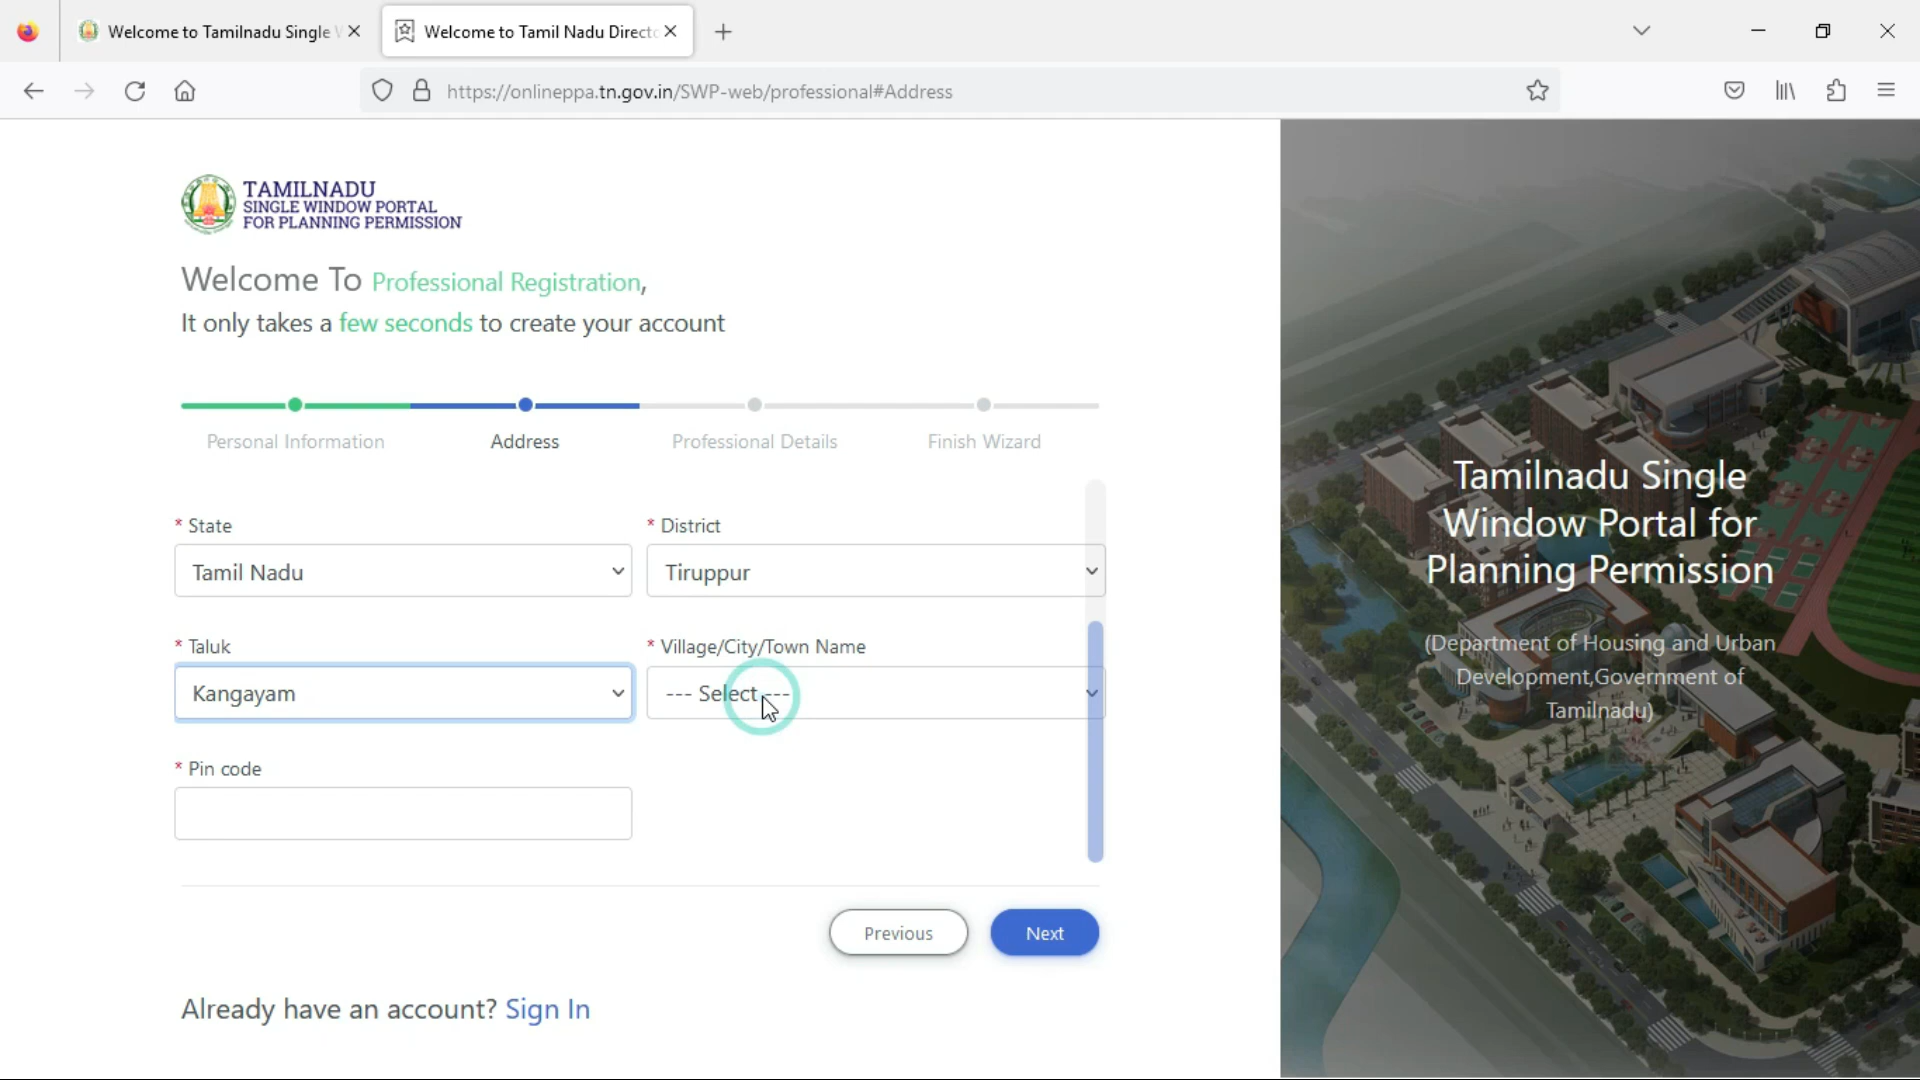 Welcome to Tamilnadu Single W
Welcome to Tamil Nadu Directo
https://onlineppa.tn.gov.in/SWP-web/professional#Address
TAMILNADU
SINGLE WINDOW PORTAL
FOR PLANNING PERMISSION
Welcome To Professional Registration,
It only takes a few seconds to create your account
Personal Information Address Professional Details Finish Wizard
* State * District
Tamil Nadu Tiruppur
* Taluk * Village/City/Town Name
Kangayam --- Select ---
* Pin code
Previous Next
Already have an account? Sign In
Tamilnadu Single
Window Portal for
Planning Permission
(Department of Housing and Urban
Development,Government of
Tamilnadu)